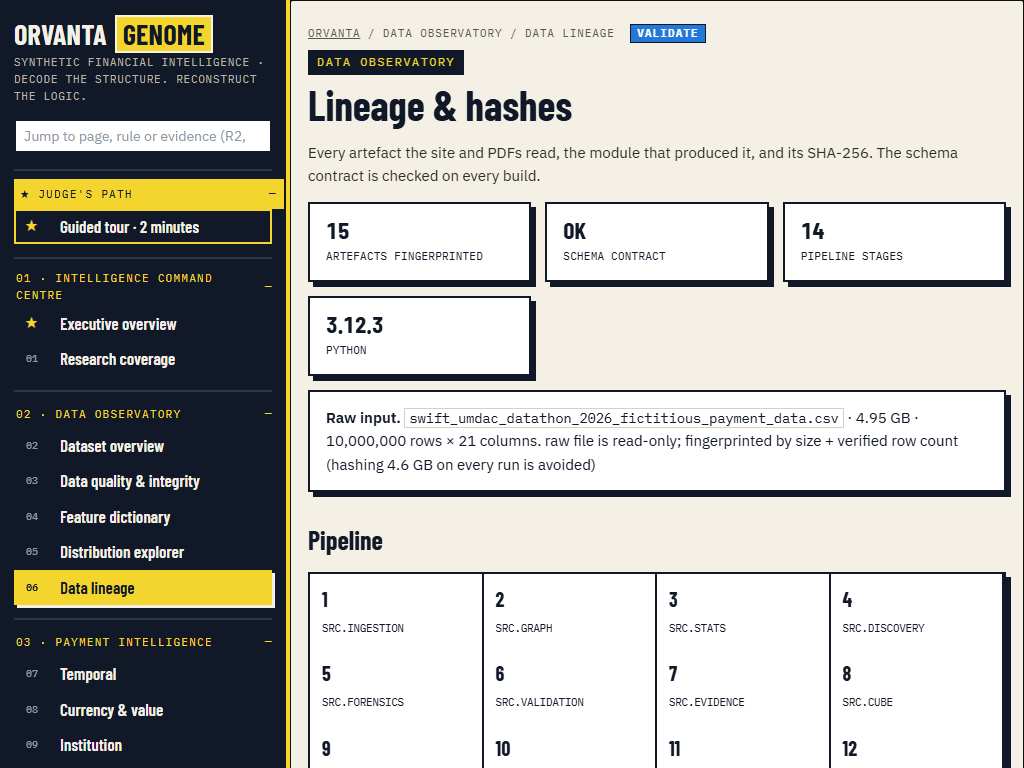 ORVANTA GENOME
SYNTHETIC FINANCIAL INTELLIGENCE ·
DECODE THE STRUCTURE. RECONSTRUCT
THE LOGIC.
Jump to page, rule or evidence (R2,
★ JUDGE'S PATH –
★ Guided tour · 2 minutes
01 · INTELLIGENCE COMMAND
CENTRE –
★ Executive overview
01 Research coverage
02 · DATA OBSERVATORY –
02 Dataset overview
03 Data quality & integrity
04 Feature dictionary
05 Distribution explorer
06 Data lineage
03 · PAYMENT INTELLIGENCE –
07 Temporal
08 Currency & value
09 Institution
ORVANTA / DATA OBSERVATORY / DATA LINEAGE VALIDATE
DATA OBSERVATORY
Lineage & hashes
Every artefact the site and PDFs read, the module that produced it, and its SHA-256. The schema
contract is checked on every build.
15
ARTEFACTS FINGERPRINTED
OK
SCHEMA CONTRACT
14
PIPELINE STAGES
3.12.3
PYTHON
Raw input. swift_umdac_datathon_2026_fictitious_payment_data.csv · 4.95 GB ·
10,000,000 rows × 21 columns. raw file is read-only; fingerprinted by size + verified row count
(hashing 4.6 GB on every run is avoided)
Pipeline
1 2 3 4
SRC.INGESTION SRC.GRAPH SRC.STATS SRC.DISCOVERY
5 6 7 8
SRC.FORENSICS SRC.VALIDATION SRC.EVIDENCE SRC.CUBE
9 10 11 12